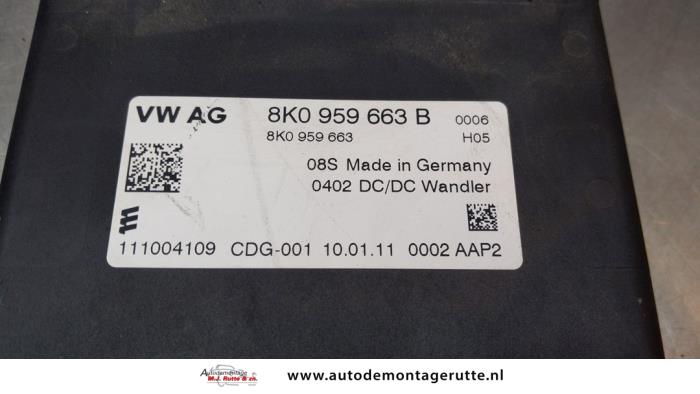 VW AG 8K0 959 663 B 0006
8K0 959 663 H05
08S Made in Germany
0402 DC/DC Wandler
111004109 CDG-001 10.01.11 0002 AAP2
Autodemontage
M.J. Rutte & zn.
www.autodemontagerutte.nl